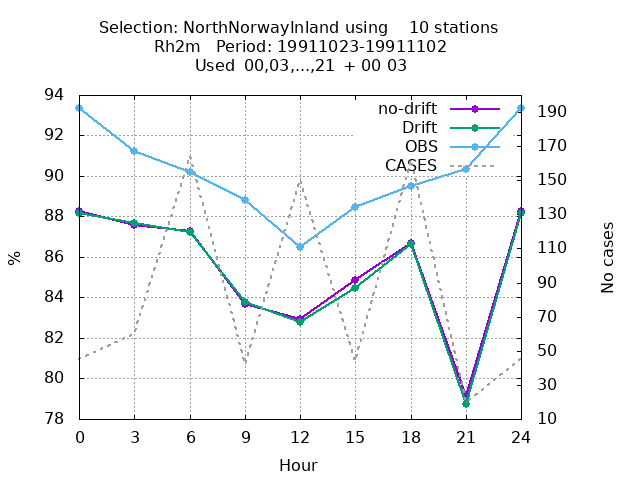 Selection: NorthNorwayInland using 10 stations
Rh2m Period: 19911023-19911102
Used 00,03,...,21 + 00 03
no-drift
Drift
OBS
CASES
94
92
90
88
86
84
82
80
78
%
190
170
150
130
110
90
70
50
30
10
No cases
0 3 6 9 12 15 18 21 24
Hour